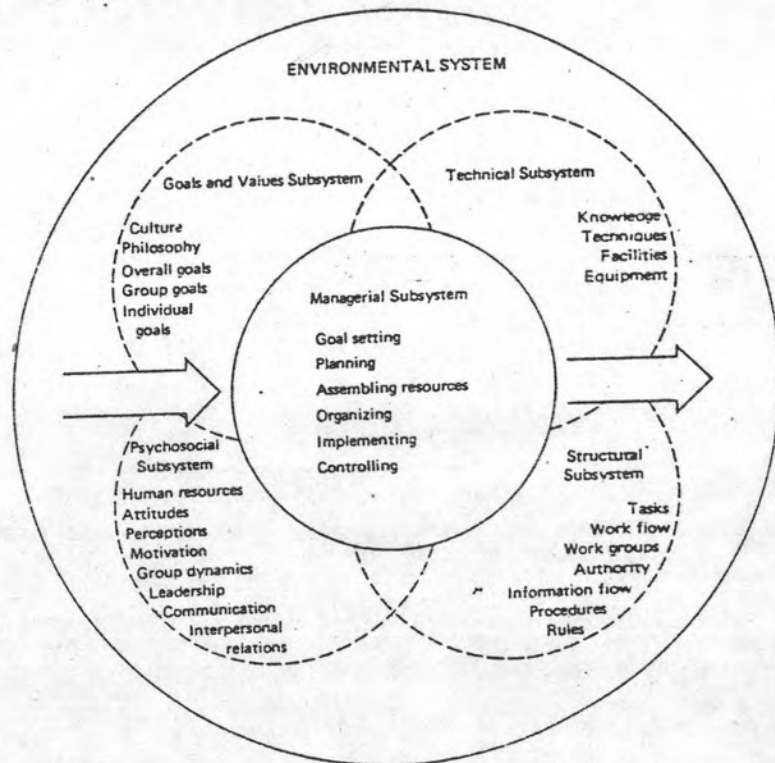 ENVIRONMENTAL SYSTEM
Goals and Values Subsystem
Culture
Philosophy
Overall goals
Group goals
Individual
goals
Technical Subsystem
Knowledge
Techniques
Facilities
Equipment
Managerial Subsystem
Goal setting
Planning
Assembling resources
Organizing
Implementing
Controlling
Psychosocial
Subsystem
Human resources
Attitudes
Perceptions
Motivation
Group dynamics
Leadership
Communication
Interpersonal
relations
Structural
Subsystem
Tasks
Work flow
Work groups
Authority
Information flow
Procedures
Rules